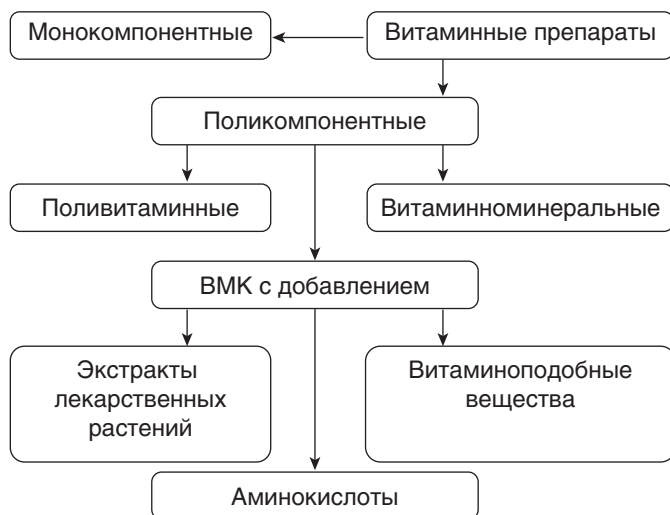 Монокомпонентные
Витаминные препараты
Поликомпонентные
Поливитаминные
Витаминноминеральные
ВМК с добавлением
Экстракты
лекарственных
растений
Витаминоподобные
вещества
Аминокислоты